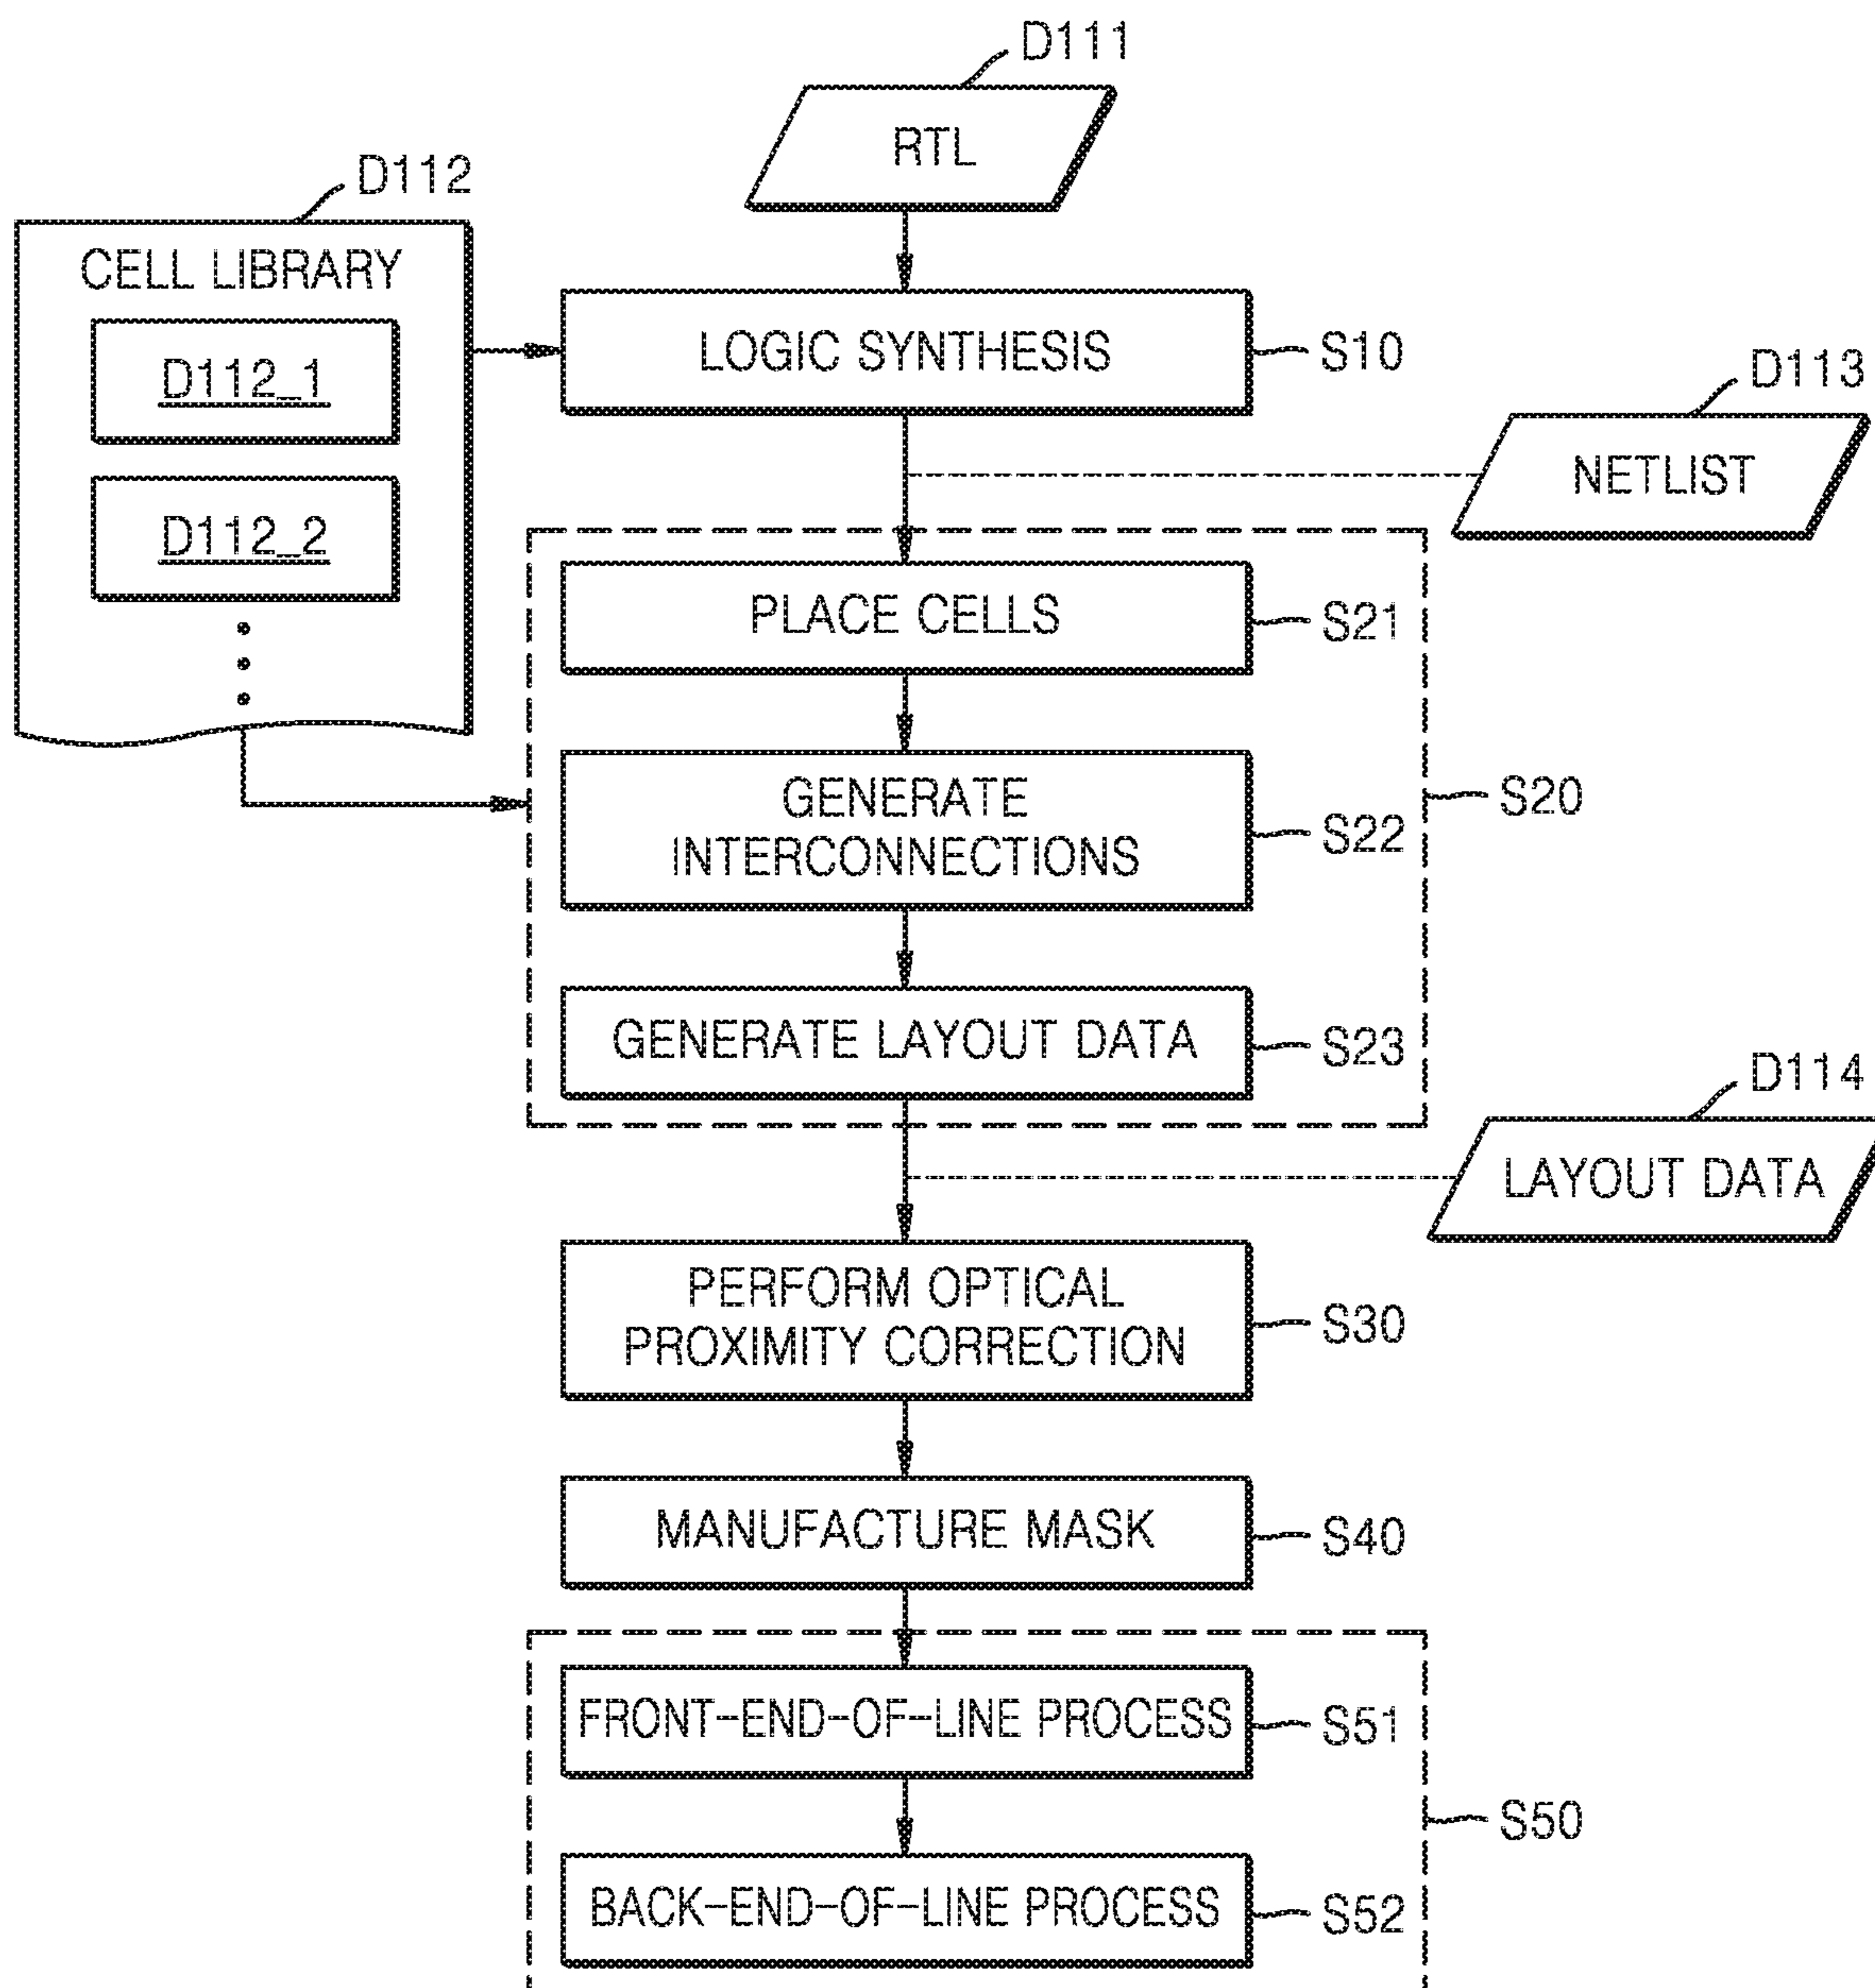 D111
RTL
D112
CELL LIBRARY
D112_1
D112_2
LOGIC SYNTHESIS
S10
D113
NETLIST
PLACE CELLS
S21
GENERATE
INTERCONNECTIONS
S22
S20
GENERATE LAYOUT DATA
S23
D114
LAYOUT DATA
PERFORM OPTICAL
PROXIMITY CORRECTION
S30
MANUFACTURE MASK
S40
FRONT-END-OF-LINE PROCESS
S51
S50
BACK-END-OF-LINE PROCESS
S52